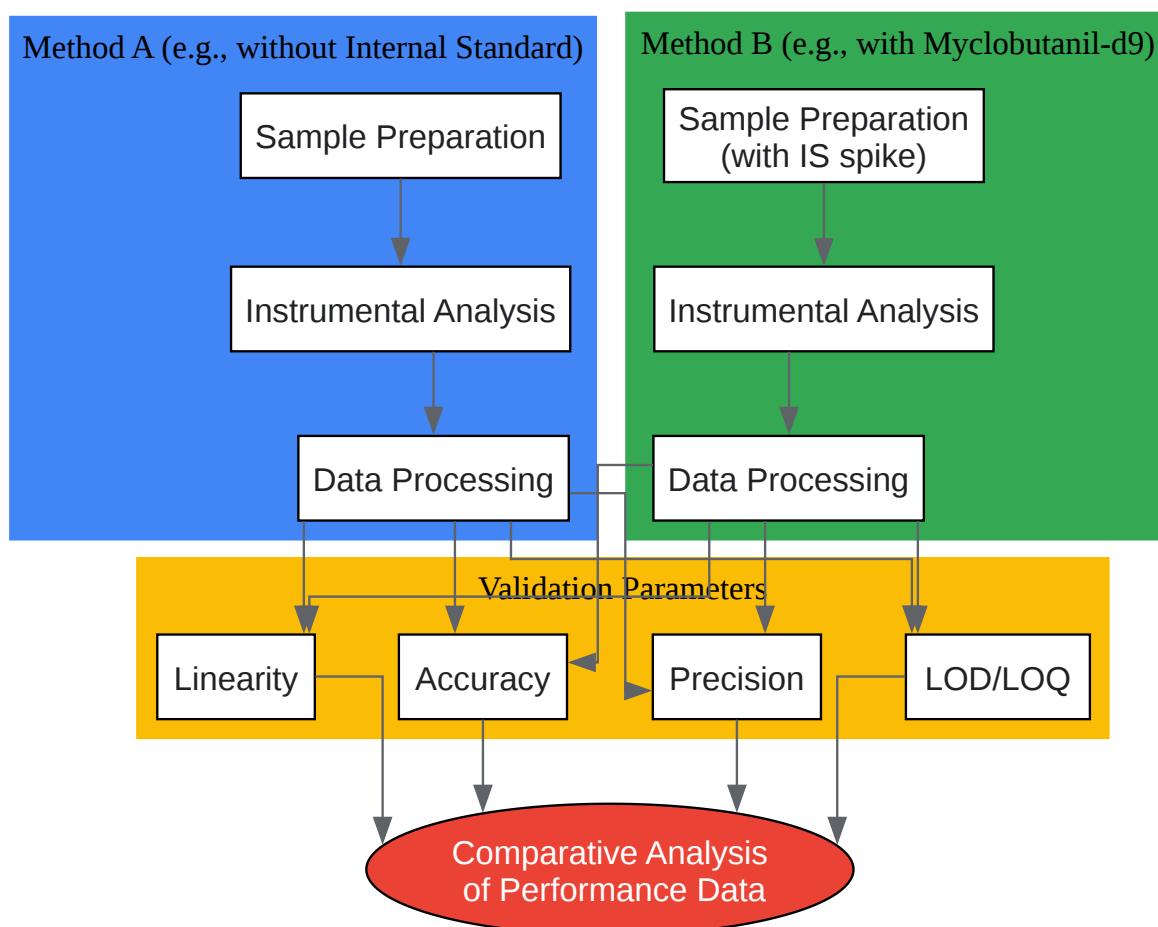 Method A (e.g., without Internal Standard)
Sample Preparation
Instrumental Analysis
Data Processing
Method B (e.g., with Myclobutanil-d9)
Sample Preparation
(with IS spike)
Instrumental Analysis
Data Processing
Validation Parameters
Linearity
Accuracy
Precision
LOD/LOQ
Comparative Analysis
of Performance Data